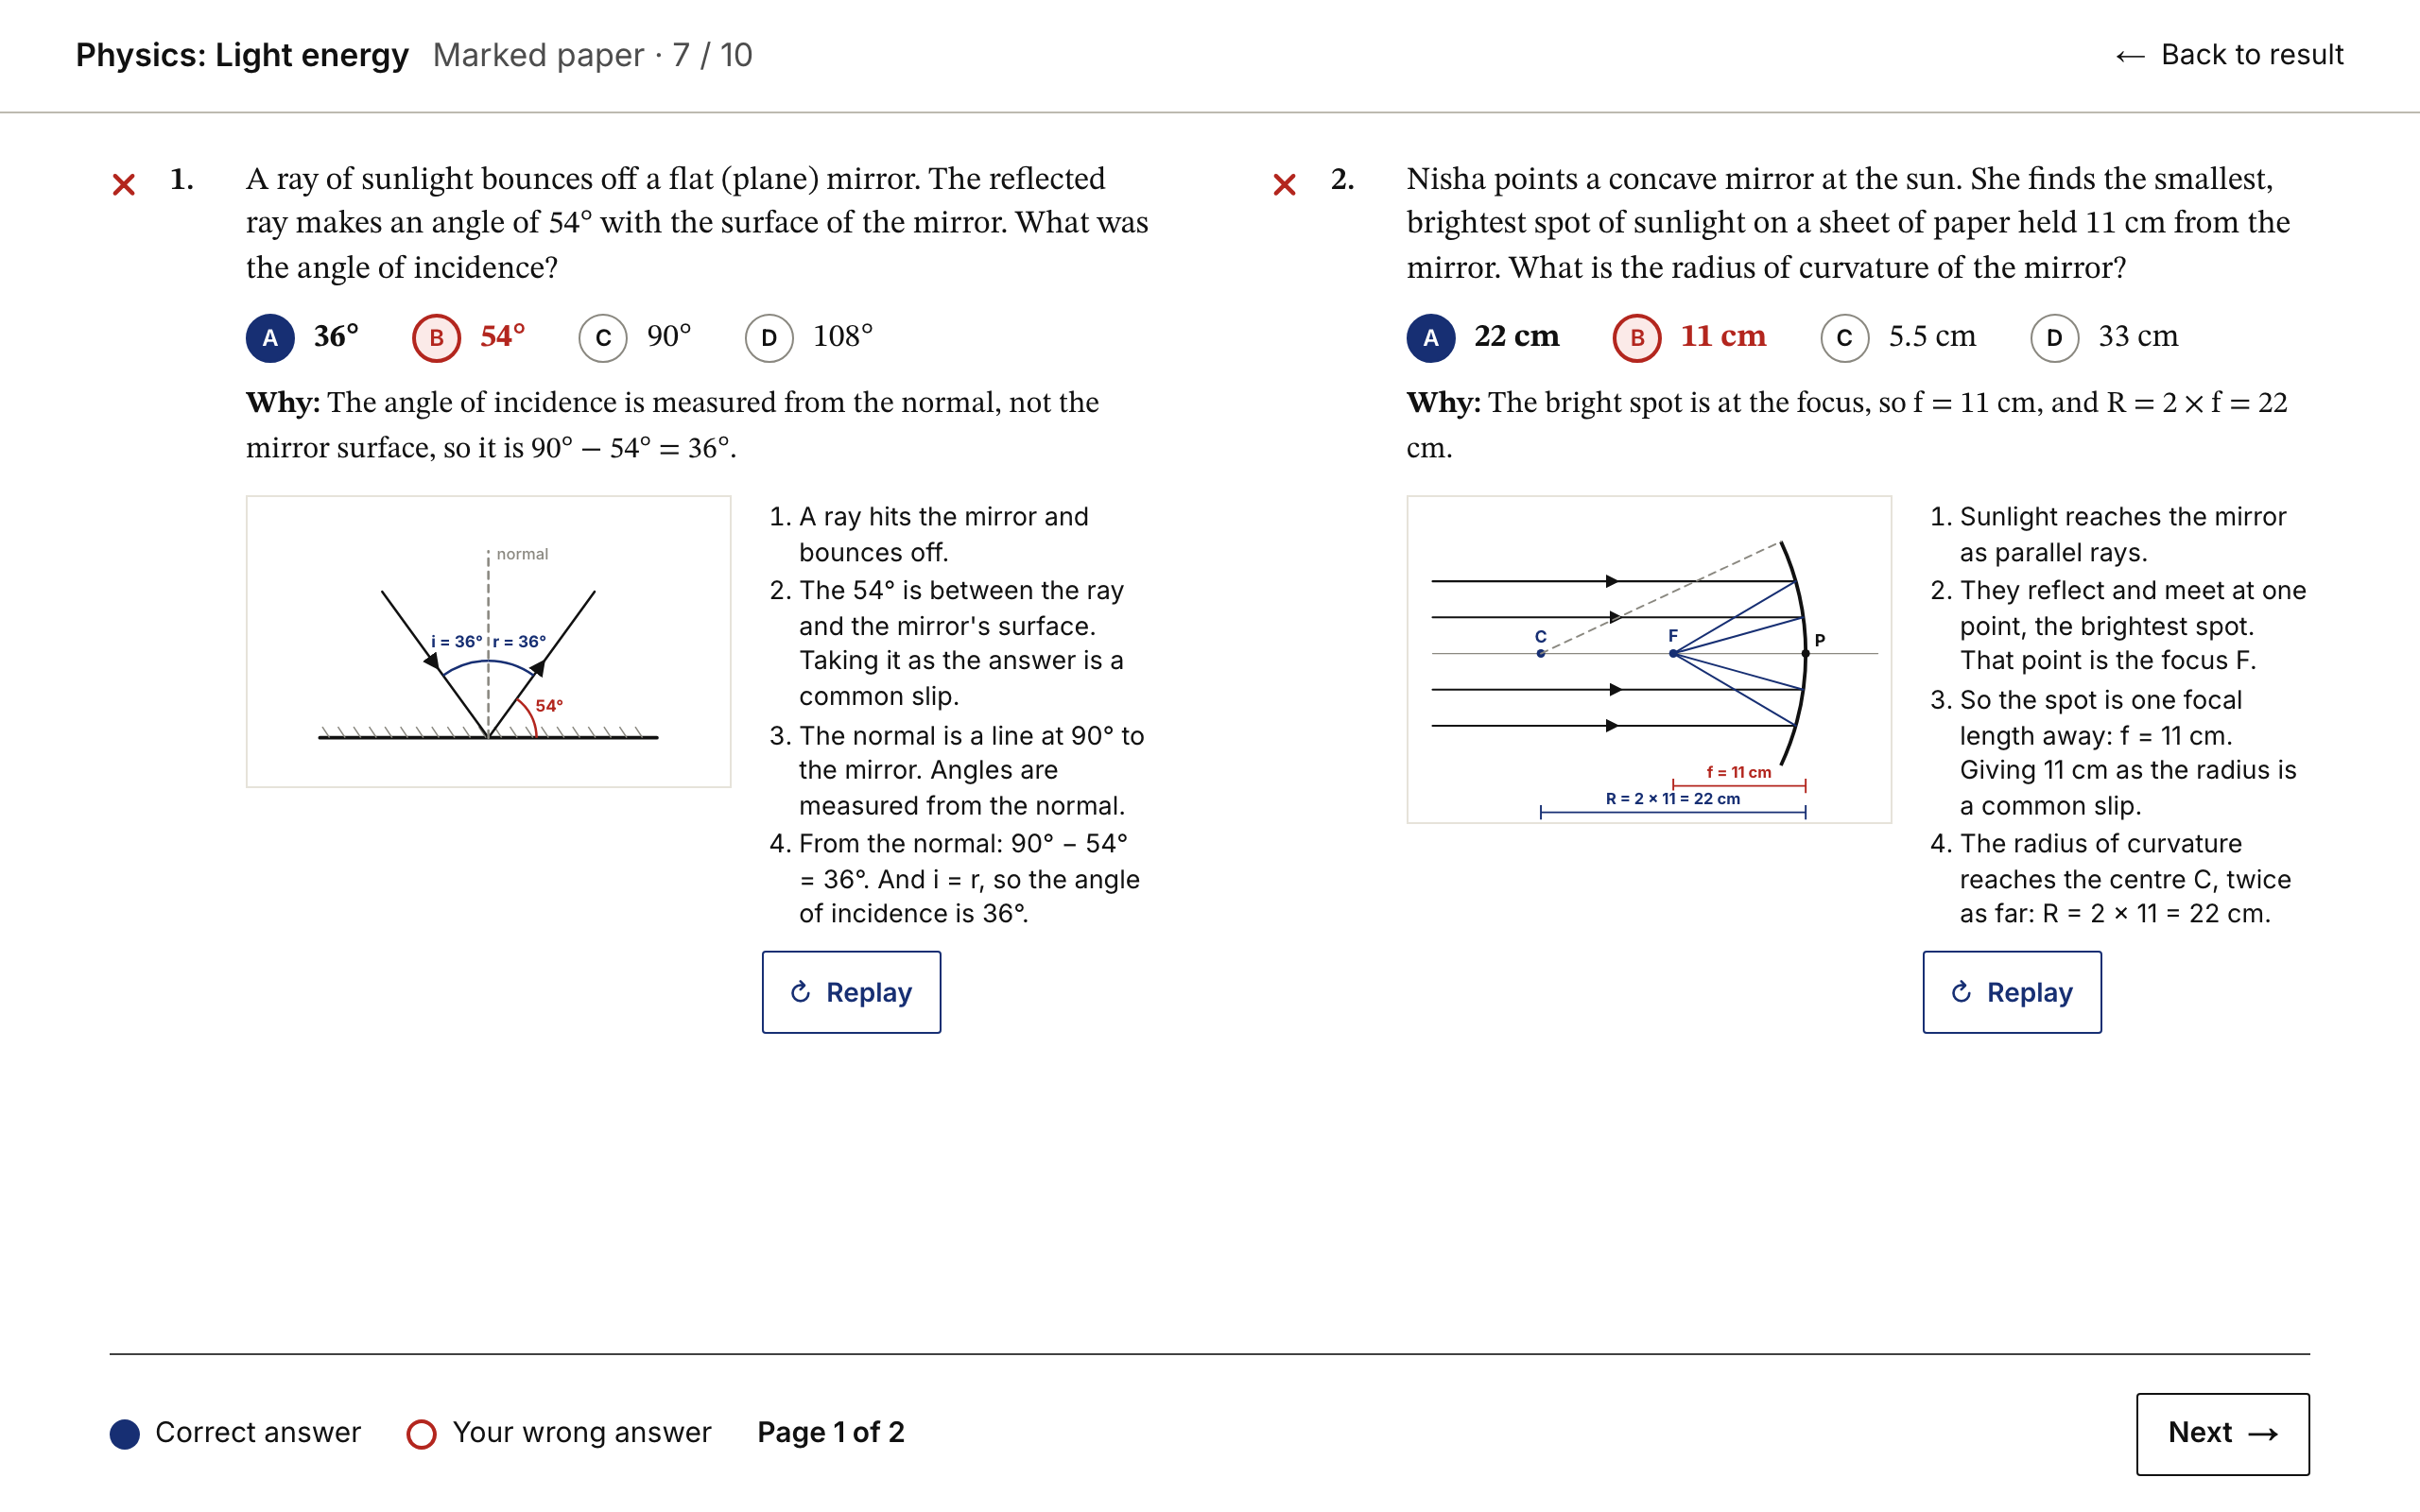 Physics: Light energy Marked paper · 7 / 10
← Back to result
1. A ray of sunlight bounces off a flat (plane) mirror. The reflected
ray makes an angle of 54° with the surface of the mirror. What was
the angle of incidence?
A 36° B 54° C 90° D 108°
Why: The angle of incidence is measured from the normal, not the
mirror surface, so it is 90° − 54° = 36°.
normal
i = 36° r = 36°
54°
1. A ray hits the mirror and
bounces off.
2. The 54° is between the ray
and the mirror's surface.
Taking it as the answer is a
common slip.
3. The normal is a line at 90° to
the mirror. Angles are
measured from the normal.
4. From the normal: 90° − 54°
= 36°. And i = r, so the angle
of incidence is 36°.
Replay
2. Nisha points a concave mirror at the sun. She finds the smallest,
brightest spot of sunlight on a sheet of paper held 11 cm from the
mirror. What is the radius of curvature of the mirror?
A 22 cm B 11 cm C 5.5 cm D 33 cm
Why: The bright spot is at the focus, so f = 11 cm, and R = 2 × f = 22
cm.
C F P
f = 11 cm
R = 2 × 11 = 22 cm
1. Sunlight reaches the mirror
as parallel rays.
2. They reflect and meet at one
point, the brightest spot.
That point is the focus F.
3. So the spot is one focal
length away: f = 11 cm.
Giving 11 cm as the radius is
a common slip.
4. The radius of curvature
reaches the centre C, twice
as far: R = 2 × 11 = 22 cm.
Replay
Correct answer Your wrong answer Page 1 of 2
Next →